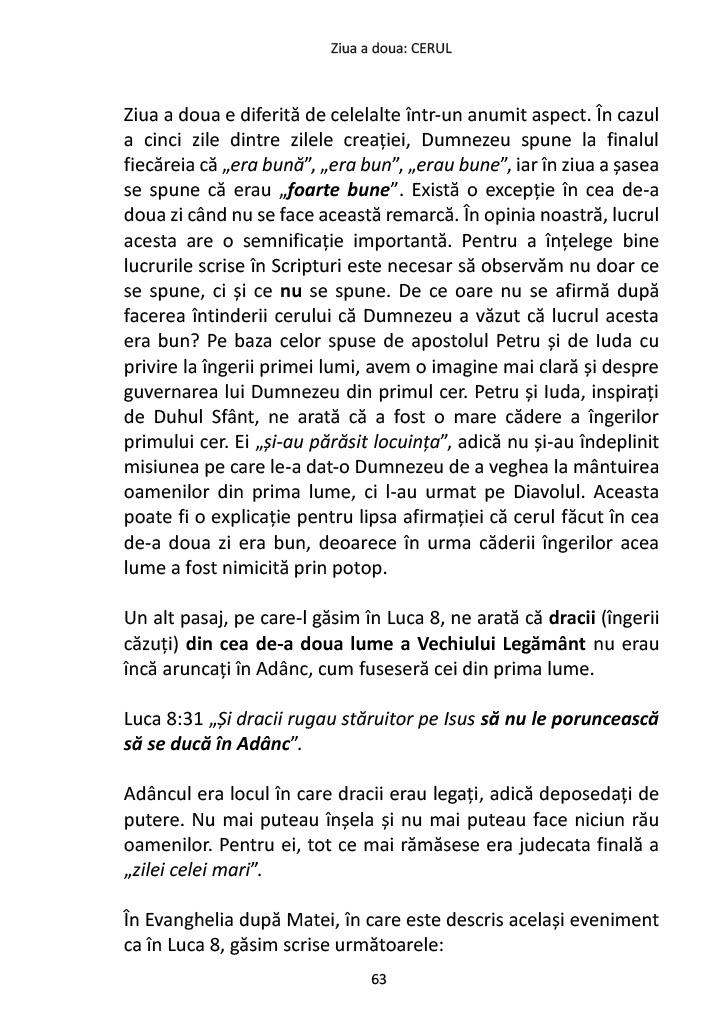 Ziua a doua: CERUL
Ziua a doua e diferită de celelalte într-un anumit aspect. În cazul
a cinci zile dintre zilele creației, Dumnezeu spune la finalul
fiecăreia că „era bună”, „era bun”, „erau bune”, iar în ziua a șasea
se spune că erau „foarte bune”. Există o excepție în cea de-a
doua zi când nu se face această remarcă. În opinia noastră, lucrul
acesta are o semnificație importantă. Pentru a înțelege bine
lucrurile scrise în Scripturi este necesar să observăm nu doar ce
se spune, ci și ce nu se spune. De ce oare nu se afirmă după
facerea întinderii cerului că Dumnezeu a văzut că lucrul acesta
era bun? Pe baza celor spuse de apostolul Petru și de Iuda cu
privire la îngerii primei lumi, avem o imagine mai clară și despre
guvernarea lui Dumnezeu din primul cer. Petru și Iuda, inspirați
de Duhul Sfânt, ne arată că a fost o mare cădere a îngerilor
primului cer. Ei „și-au părăsit locuința”, adică nu și-au îndeplinit
misiunea pe care le-a dat-o Dumnezeu de a veghea la mântuirea
oamenilor din prima lume, ci l-au urmat pe Diavolul. Aceasta
poate fi o explicație pentru lipsa afirmației că cerul făcut în cea
de-a doua zi era bun, deoarece în urma căderii îngerilor acea
lume a fost nimicită prin potop.
Un alt pasaj, pe care-l găsim în Luca 8, ne arată că dracii (îngerii
căzuți) din cea de-a doua lume a Vechiului Legământ nu erau
încă aruncați în Adânc, cum fuseseră cei din prima lume.
Luca 8:31 „Și dracii rugau stăruitor pe Isus să nu le poruncească
să se ducă în Adânc”.
Adâncul era locul în care dracii erau legați, adică deposedați de
putere. Nu mai puteau înșela și nu mai puteau face niciun rău
oamenilor. Pentru ei, tot ce mai rămăsese era judecata finală a
„zilei celei mari”.
În Evanghelia după Matei, în care este descris același eveniment
ca în Luca 8, găsim scrise următoarele:
63